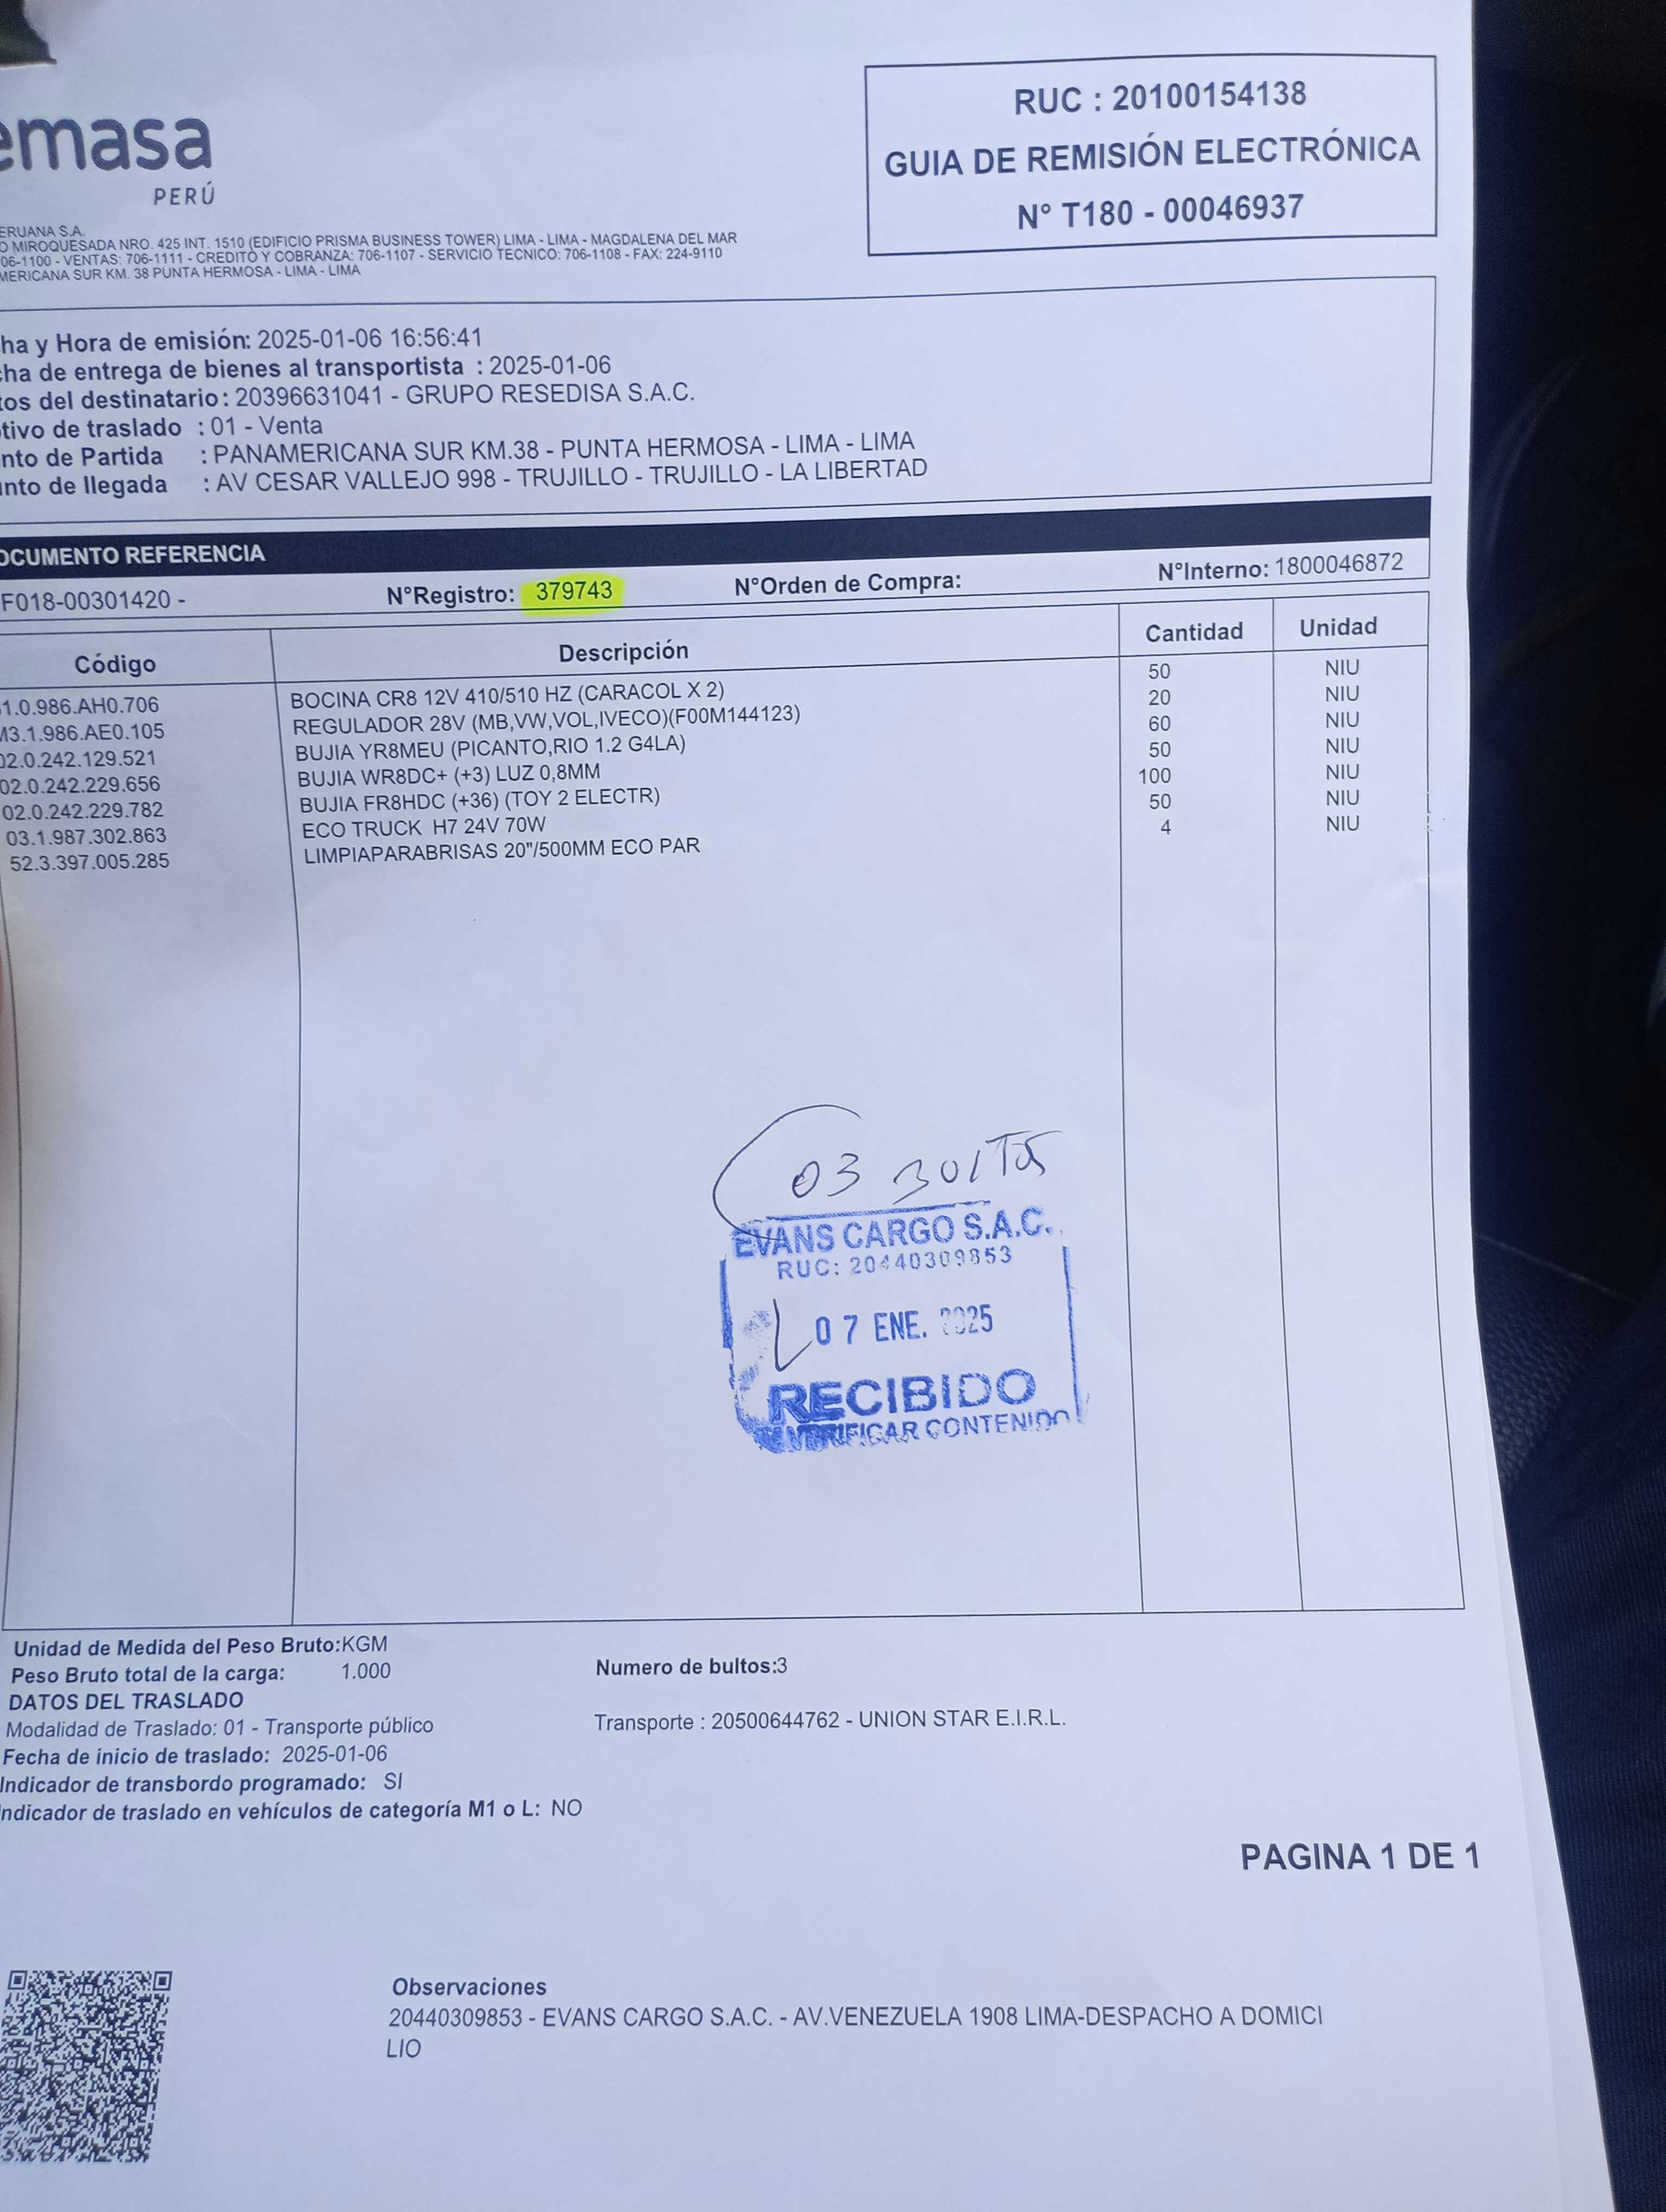 emasa
PERÚ
RUC : 20100154138
GUIA DE REMISIÓN ELECTRÓNICA
N° T180 - 00046937
ERUANA S.A.
O MIROQUESADA NRO. 425 INT. 1510 (EDIFICIO PRISMA BUSINESS TOWER) LIMA - LIMA - MAGDALENA DEL MAR
06-1100 - VENTAS: 706-1111 - CREDITO Y COBRANZA: 706-1107 - SERVICIO TECNICO: 706-1108 - FAX: 224-9110
MERICANA SUR KM. 38 PUNTA HERMOSA - LIMA - LIMA
ha y Hora de emisión: 2025-01-06 16:56:41
cha de entrega de bienes al transportista : 2025-01-06
tos del destinatario: 20396631041 - GRUPO RESEDISA S.A.C.
tivo de traslado : 01 - Venta
nto de Partida : PANAMERICANA SUR KM.38 - PUNTA HERMOSA - LIMA - LIMA
unto de llegada : AV CESAR VALLEJO 998 - TRUJILLO - TRUJILLO - LA LIBERTAD
OCUMENTO REFERENCIA
F018-00301420 - N°Registro: 379743 N°Orden de Compra: N°Interno: 1800046872
Código Descripción Cantidad Unidad
1.0.986.AH0.706 BOCINA CR8 12V 410/510 HZ (CARACOL X 2) 50 NIU
M3.1.986.AE0.105 REGULADOR 28V (MB,VW,VOL,IVECO)(F00M144123) 20 NIU
02.0.242.129.521 BUJIA YR8MEU (PICANTO,RIO 1.2 G4LA) 60 NIU
02.0.242.229.656 BUJIA WR8DC+ (+3) LUZ 0,8MM 50 NIU
02.0.242.229.782 BUJIA FR8HDC (+36) (TOY 2 ELECTR) 100 NIU
03.1.987.302.863 ECO TRUCK H7 24V 70W 50 NIU
52.3.397.005.285 LIMPIAPARABRISAS 20"/500MM ECO PAR 4 NIU
03 BULTOS
EVANS CARGO S.A.C.
RUC: 20440309853
07 ENE. 2025
RECIBIDO
VERIFICAR CONTENIDO
Unidad de Medida del Peso Bruto:KGM
Peso Bruto total de la carga: 1.000 Numero de bultos:3
DATOS DEL TRASLADO
Modalidad de Traslado: 01 - Transporte público Transporte : 20500644762 - UNION STAR E.I.R.L.
Fecha de inicio de traslado: 2025-01-06
Indicador de transbordo programado: SI
Indicador de traslado en vehículos de categoría M1 o L: NO
PAGINA 1 DE 1
Observaciones
20440309853 - EVANS CARGO S.A.C. - AV.VENEZUELA 1908 LIMA-DESPACHO A DOMICI
LIO